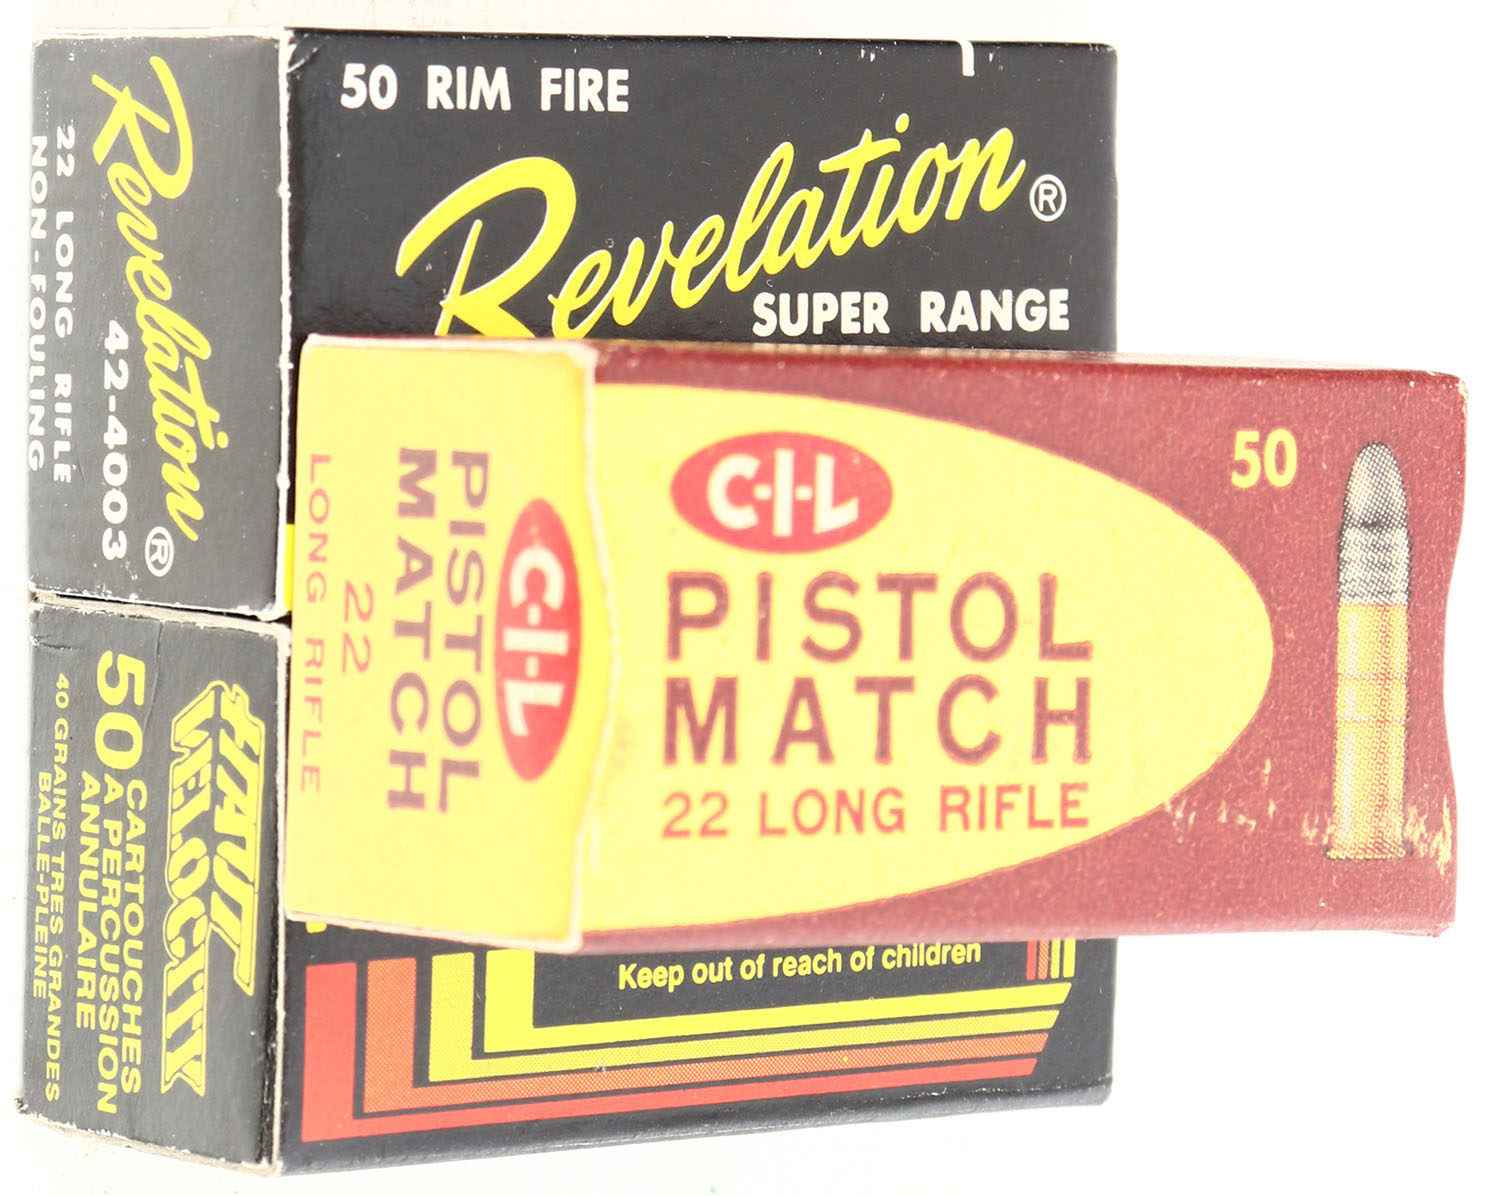 50 RIM FIRE
Revelation®
SUPER RANGE
Keep out of reach of children
Revelation®
42-4003
22 LONG RIFLE
NON-FOULING
HAUT
VELOCITY
50 CARTOUCHES
A PERCUSSION
ANNULAIRE
40 GRAINS TRES GRANDES
BALLE-PLEINE
C-I-L
PISTOL
MATCH
22
LONG RIFLE
C-I-L
PISTOL
MATCH
22 LONG RIFLE
50